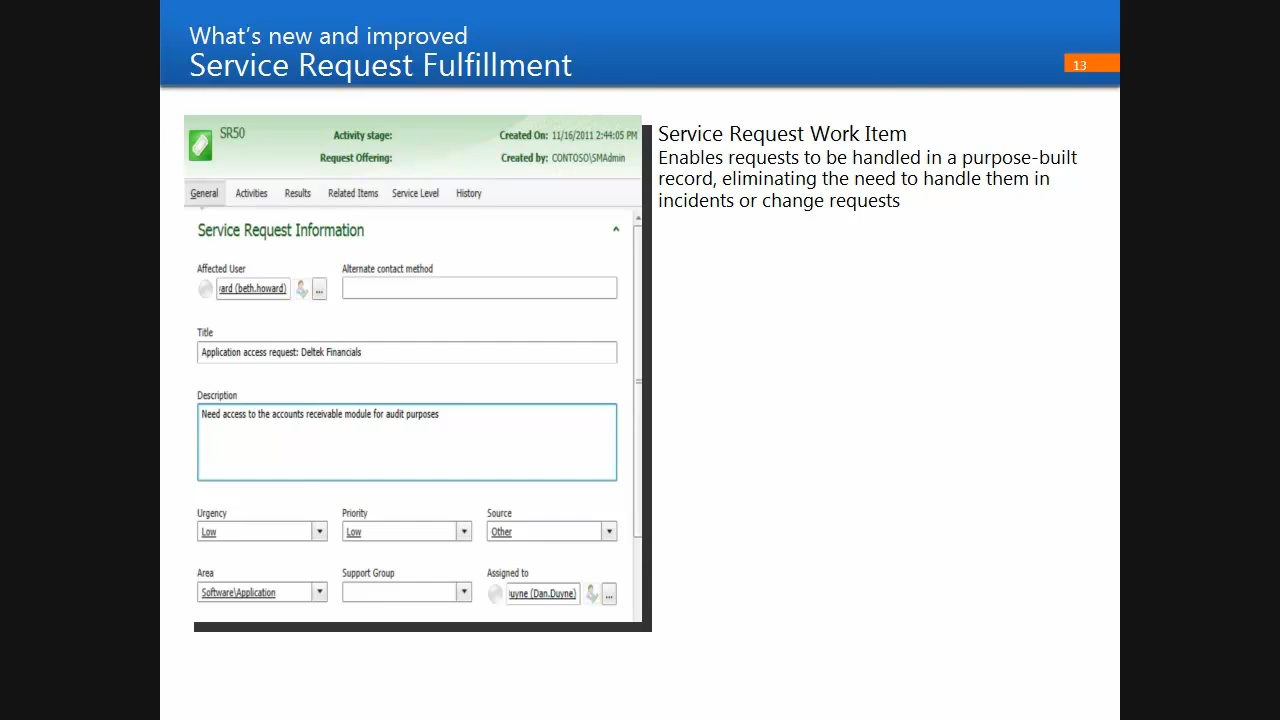 What's new and improved
Service Request Fulfillment
13
SR50
Activity stage:
Created On: 11/16/2011 2:44:05 PM
Request Offering:
Created by: CONTOSO\SMAdmin
General Activities Results Related Items Service Level History
Service Request Information
Affected User Alternate contact method
ard (beth.howard) ...
Title
Application access request: Deltek Financials
Description
Need access to the accounts receivable module for audit purposes
Urgency Priority Source
Low Low Other
Area Support Group Assigned to
Software\Application uyne (Dan.Duyne) ...
Service Request Work Item
Enables requests to be handled in a purpose-built
record, eliminating the need to handle them in
incidents or change requests